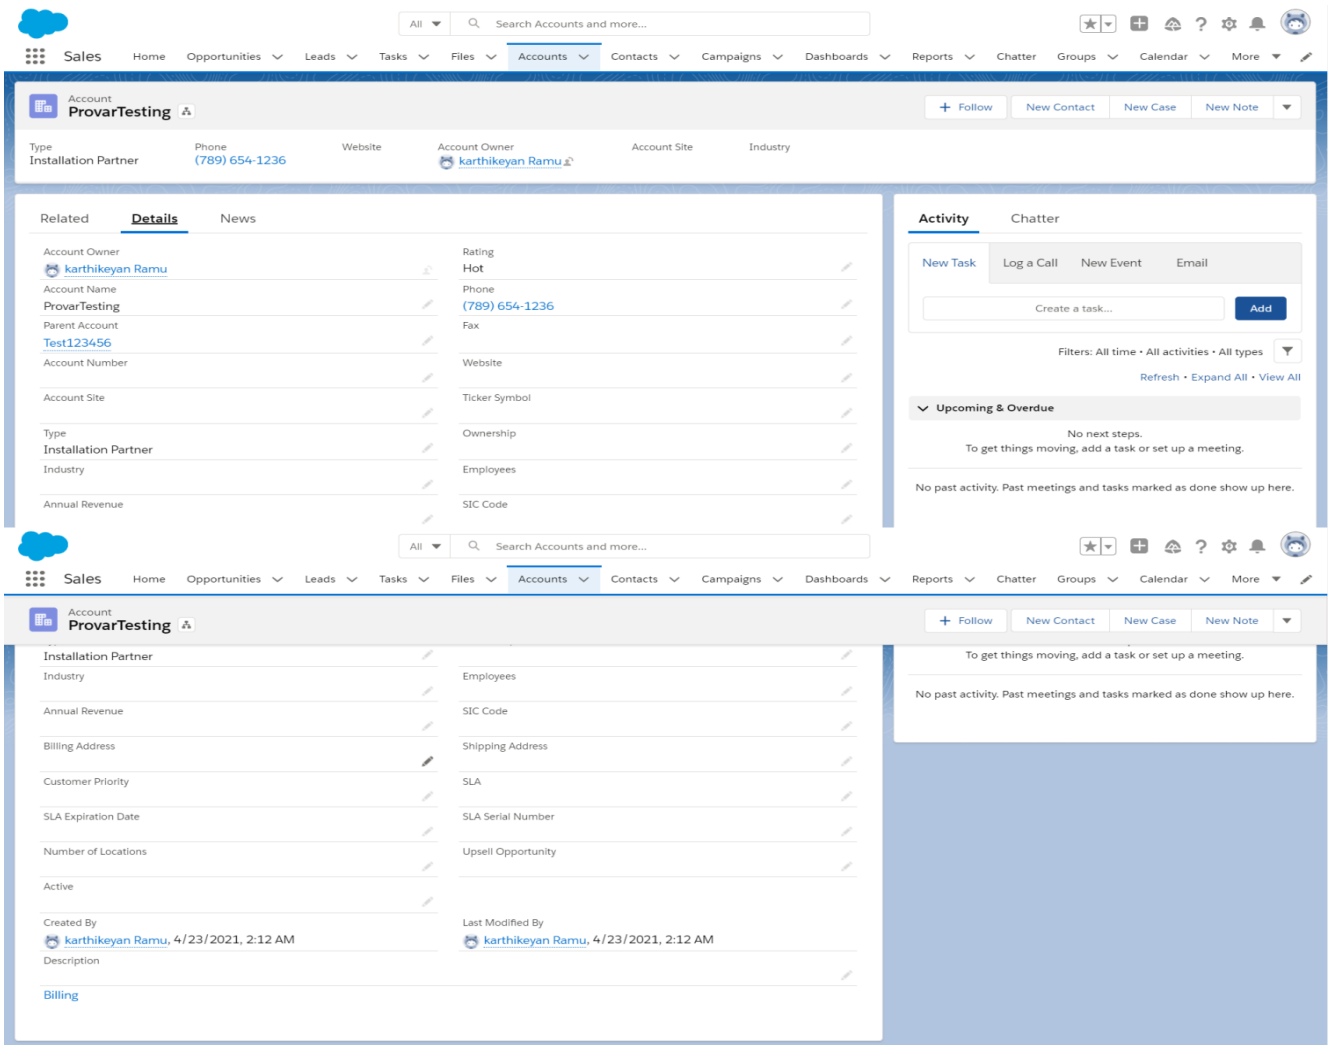 All Search Accounts and more...
Sales Home Opportunities Leads Tasks Files Accounts Contacts Campaigns Dashboards Reports Chatter Groups Calendar More
Account
ProvarTesting
+ Follow New Contact New Case New Note
Type Phone Website Account Owner Account Site Industry
Installation Partner (789) 654-1236 karthikeyan Ramu
Related Details News
Activity Chatter
Account Owner Rating
karthikeyan Ramu Hot
Account Name Phone
ProvarTesting (789) 654-1236
Parent Account Fax
Test123456
Account Number Website
Account Site Ticker Symbol
Type Ownership
Installation Partner
Industry Employees
Annual Revenue SIC Code
New Task Log a Call New Event Email
Create a task... Add
Filters: All time • All activities • All types
Refresh • Expand All • View All
Upcoming & Overdue
No next steps.
To get things moving, add a task or set up a meeting.
No past activity. Past meetings and tasks marked as done show up here.
All Search Accounts and more...
Sales Home Opportunities Leads Tasks Files Accounts Contacts Campaigns Dashboards Reports Chatter Groups Calendar More
Account
ProvarTesting
+ Follow New Contact New Case New Note
Installation Partner
Industry Employees
Annual Revenue SIC Code
Billing Address Shipping Address
Customer Priority SLA
SLA Expiration Date SLA Serial Number
Number of Locations Upsell Opportunity
Active
Created By Last Modified By
karthikeyan Ramu, 4/23/2021, 2:12 AM karthikeyan Ramu, 4/23/2021, 2:12 AM
Description
Billing
To get things moving, add a task or set up a meeting.
No past activity. Past meetings and tasks marked as done show up here.